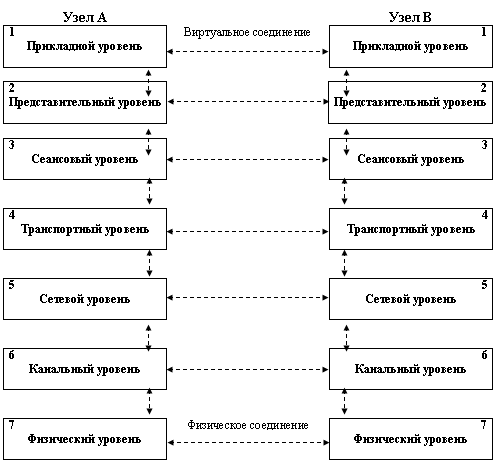 Узел А Узел В
1 Виртуальное соединение 1
Прикладной уровень Прикладной уровень
2 2
Представительный уровень Представительный уровень
3 3
Сеансовый уровень Сеансовый уровень
4 4
Транспортный уровень Транспортный уровень
5 5
Сетевой уровень Сетевой уровень
6 6
Канальный уровень Канальный уровень
7 Физическое соединение 7
Физический уровень Физический уровень